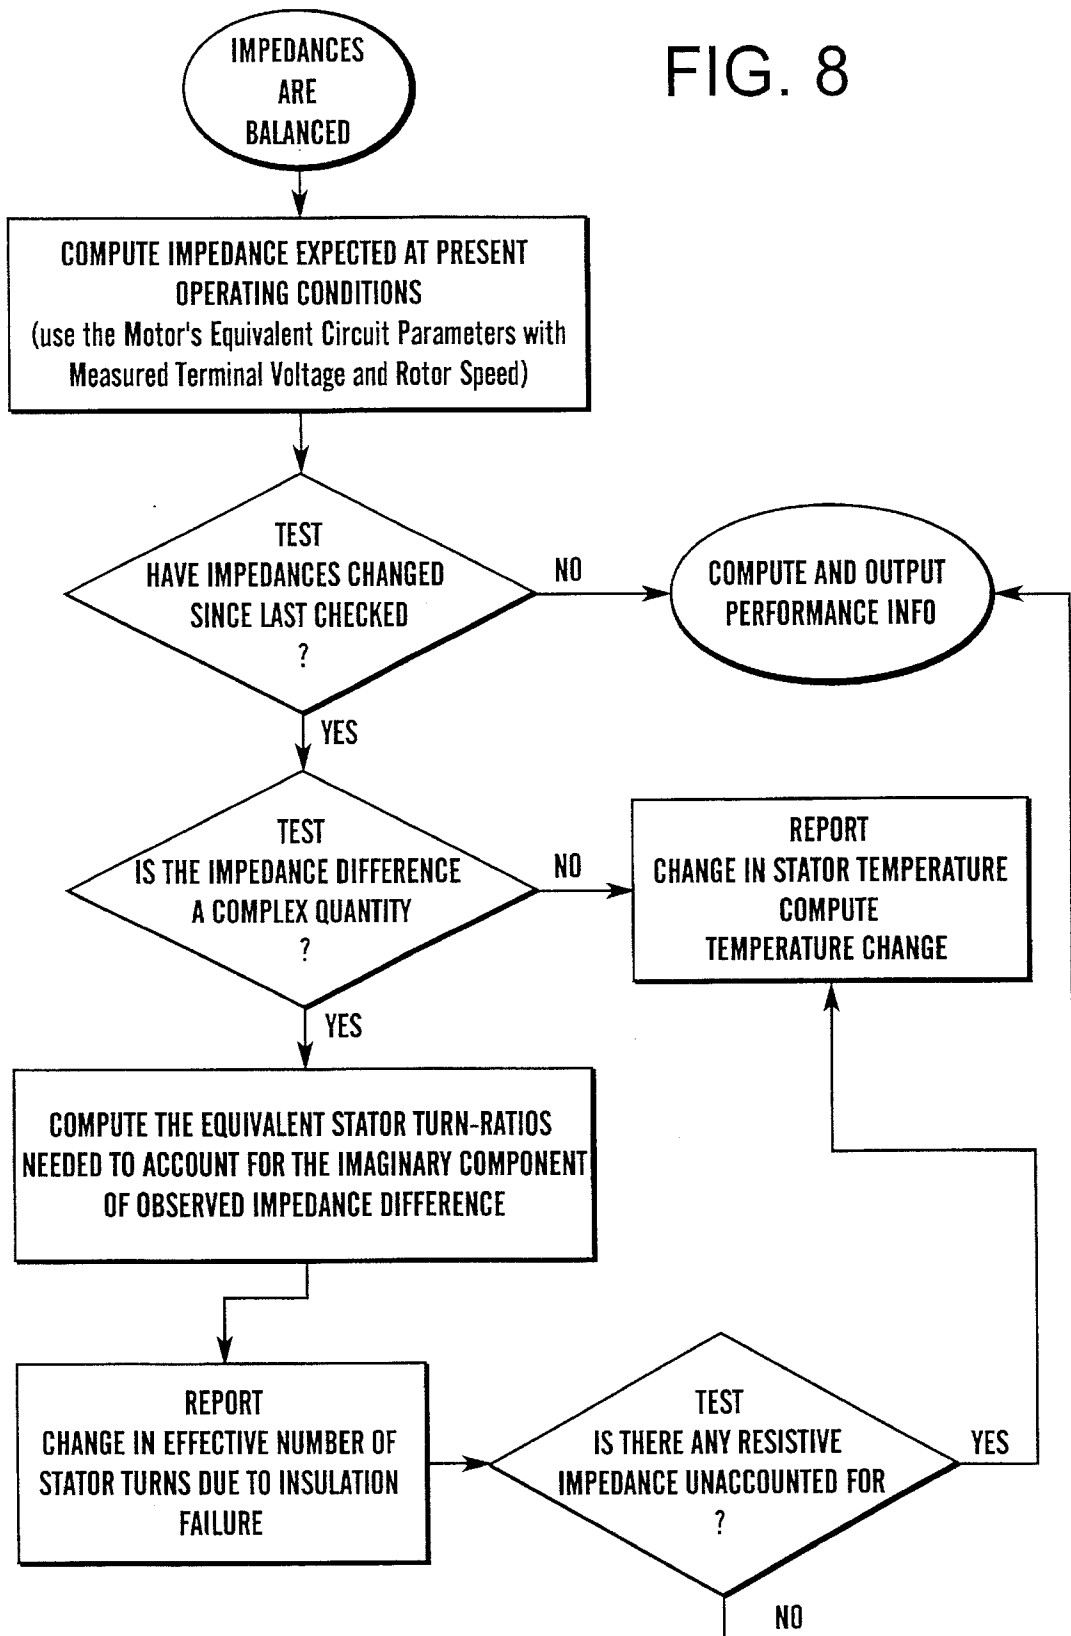 FIG. 8
IMPEDANCES
ARE
BALANCED
COMPUTE IMPEDANCE EXPECTED AT PRESENT
OPERATING CONDITIONS
(use the Motor's Equivalent Circuit Parameters with
Measured Terminal Voltage and Rotor Speed)
TEST
HAVE IMPEDANCES CHANGED
SINCE LAST CHECKED
?
NO
COMPUTE AND OUTPUT
PERFORMANCE INFO
YES
TEST
IS THE IMPEDANCE DIFFERENCE
A COMPLEX QUANTITY
?
NO
REPORT
CHANGE IN STATOR TEMPERATURE
COMPUTE
TEMPERATURE CHANGE
YES
COMPUTE THE EQUIVALENT STATOR TURN-RATIOS
NEEDED TO ACCOUNT FOR THE IMAGINARY COMPONENT
OF OBSERVED IMPEDANCE DIFFERENCE
REPORT
CHANGE IN EFFECTIVE NUMBER OF
STATOR TURNS DUE TO INSULATION
FAILURE
TEST
IS THERE ANY RESISTIVE
IMPEDANCE UNACCOUNTED FOR
?
YES
NO